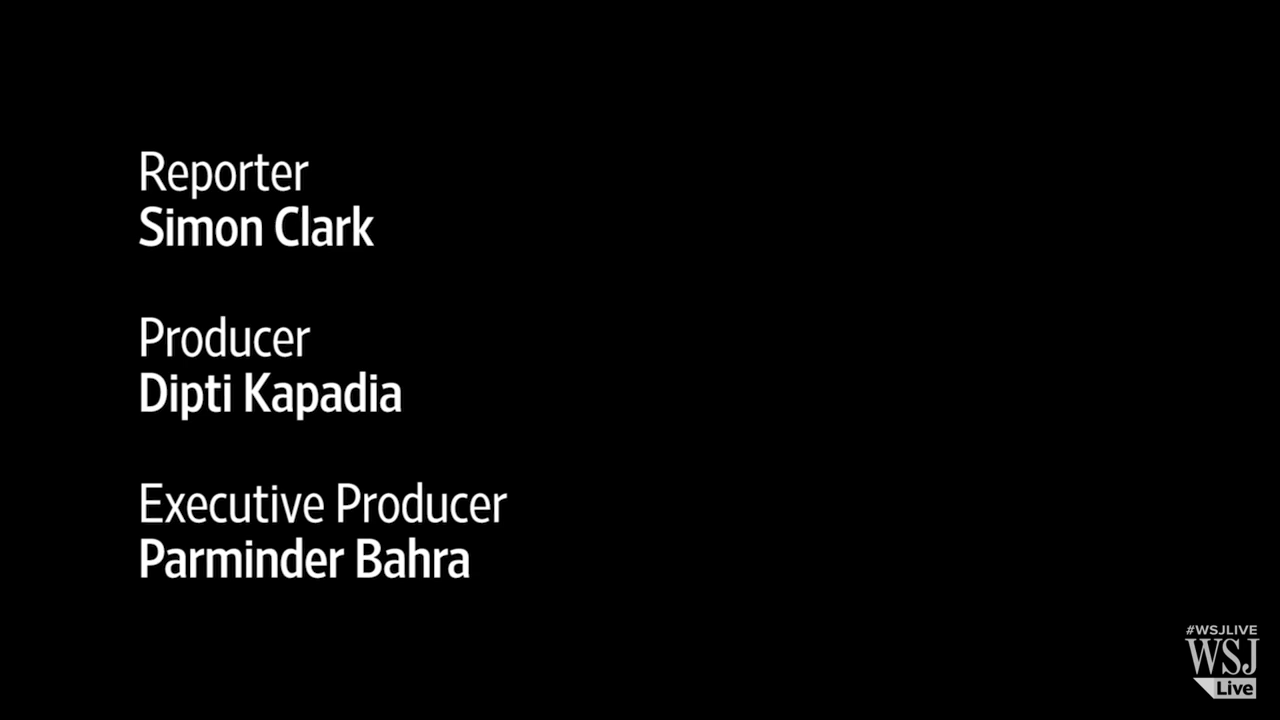 Reporter
Simon Clark
Producer
Dipti Kapadia
Executive Producer
Parminder Bahra
#WSJLIVE
WSJ
Live